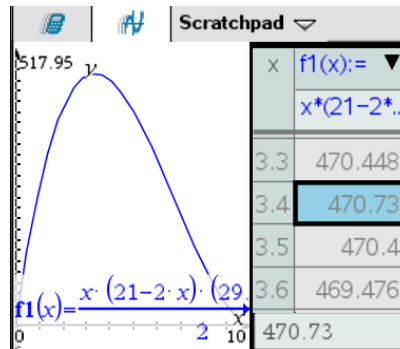 Scratchpad
517.95
y
x f1(x):= ▼
x*(21-2*..
3.3 470.448
3.4 470.73
3.5 470.4
3.6 469.476
f1(x)=x·(21-2·x)·(29.
2
x
0 10
470.73